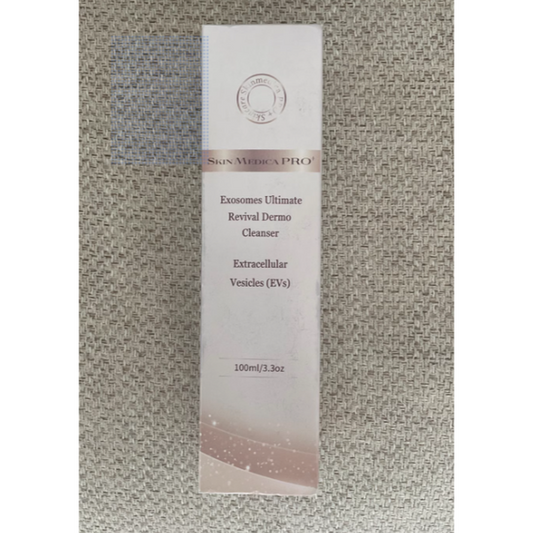 SKIN MEDICA PRO
Exosomes Ultimate
Revival Dermo
Cleanser
Extracellular
Vesicles (EVs)
100ml/3.3oz